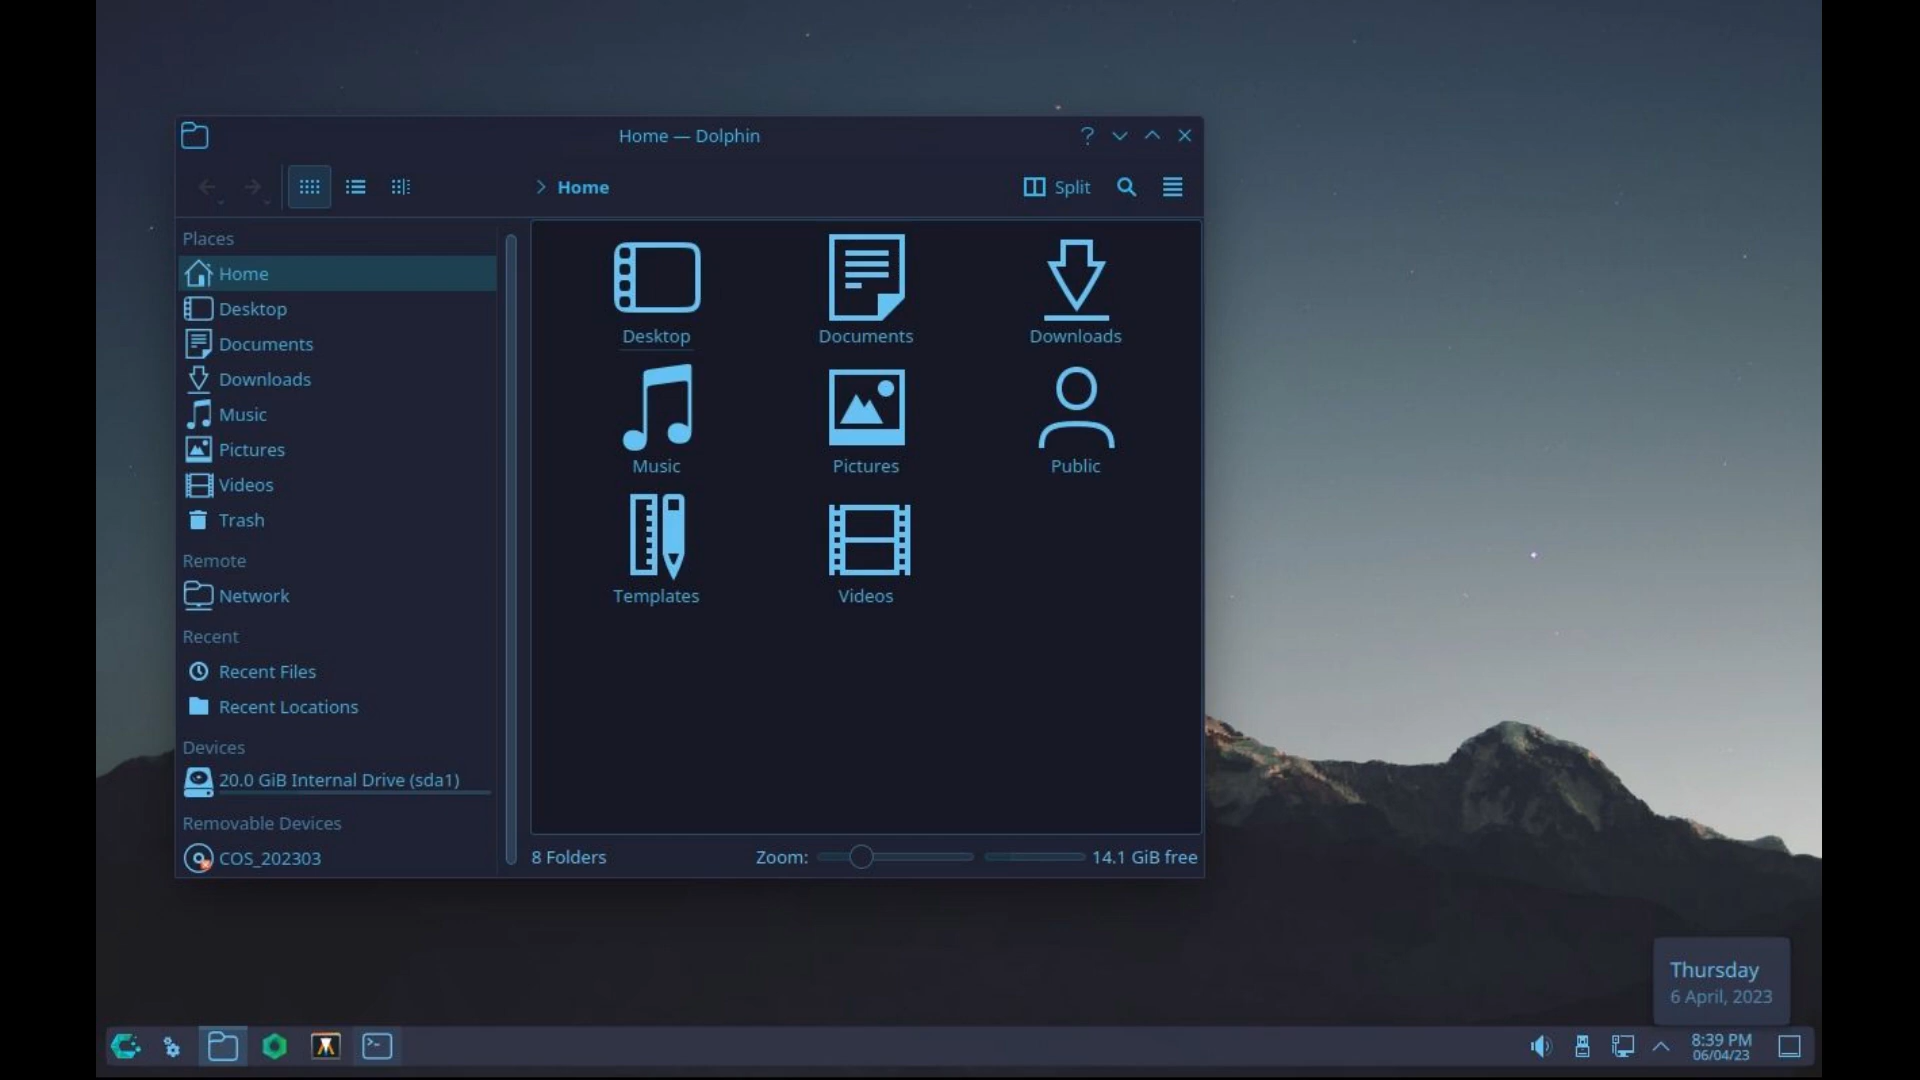 Home — Dolphin
Home
Split
Places
Home
Desktop
Documents
Downloads
Music
Pictures
Videos
Trash
Remote
Network
Recent
Recent Files
Recent Locations
Devices
20.0 GiB Internal Drive (sda1)
Removable Devices
COS_202303
Desktop
Documents
Downloads
Music
Pictures
Public
Templates
Videos
8 Folders
Zoom:
14.1 GiB free
Thursday
6 April, 2023
8:39 PM
06/04/23